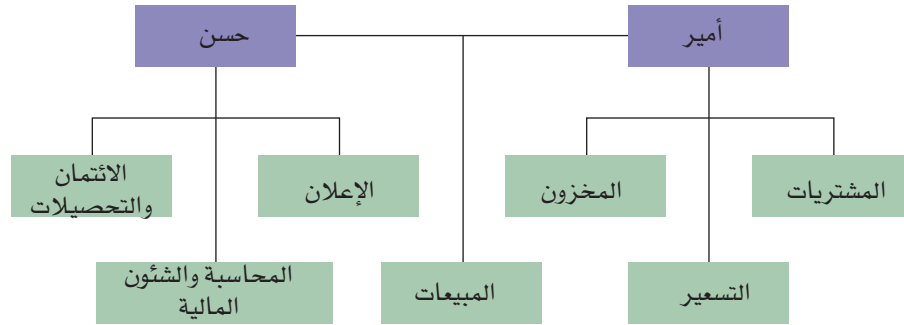 أمير
حسن
المشتريات
المخزون
الإعلان
الائتمان
والتحصيلات
التسعير
المبيعات
المحاسبة والشئون
المالية